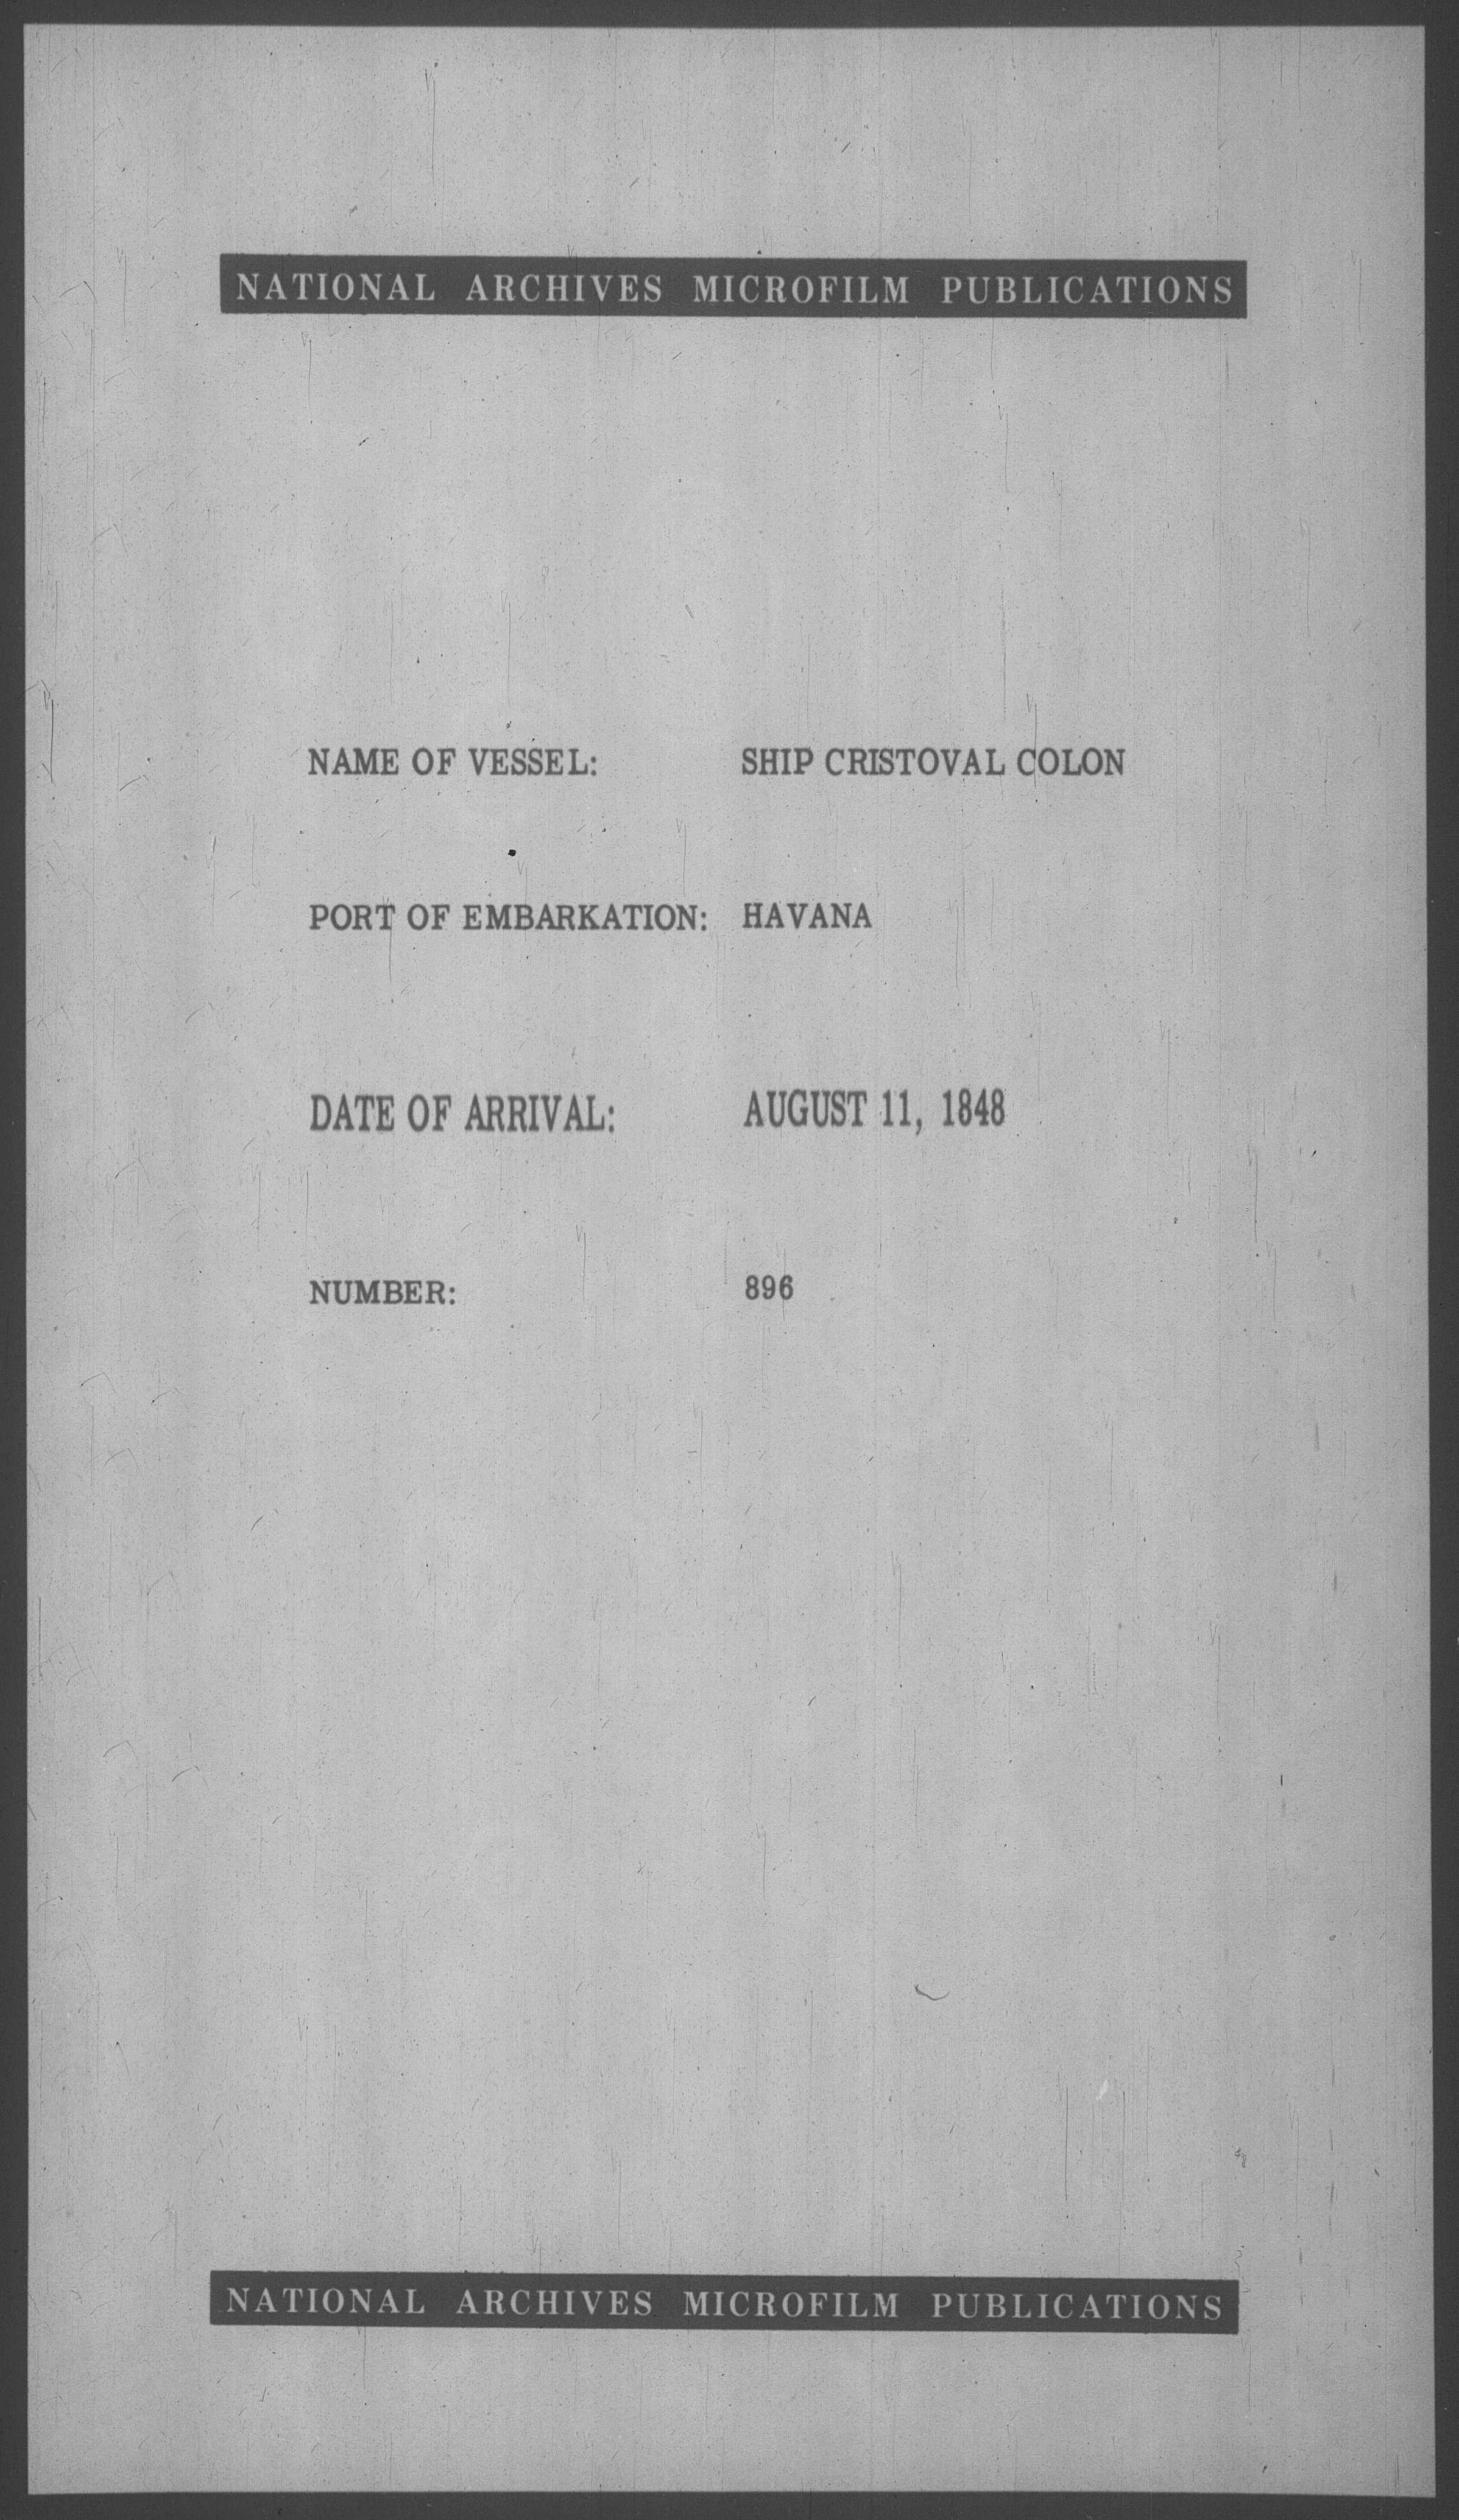 NATIONAL ARCHIVES MICROFILM PUBLICATIONS
NAME OF VESSEL: SHIP CRISTOVAL COLON
PORT OF EMBARKATION: HAVANA
DATE OF ARRIVAL: AUGUST 11, 1848
NUMBER: 896
NATIONAL ARCHIVES MICROFILM PUBLICATIONS